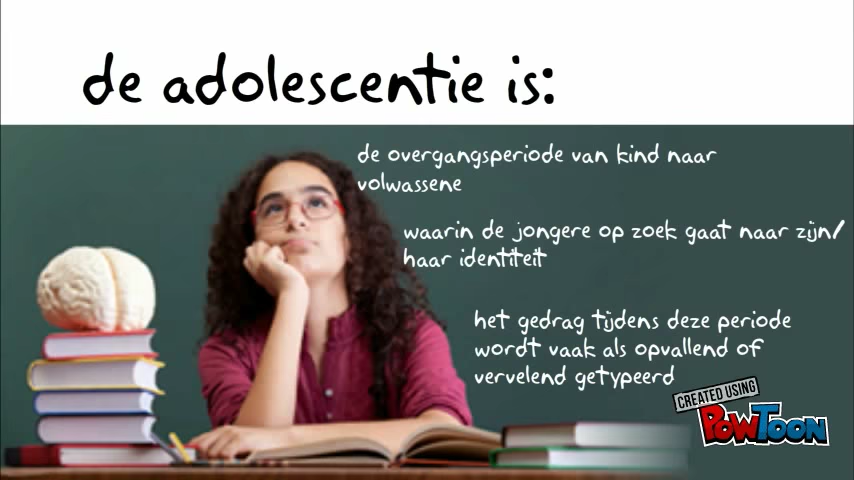 de adolescentie is:
de overgangsperiode van kind naar
volwassene
waarin de jongere op zoek gaat naar zijn/
haar identiteit
het gedrag tijdens deze periode
wordt vaak als opvallend of
vervelend getypeerd
CREATED USING
POWTOON